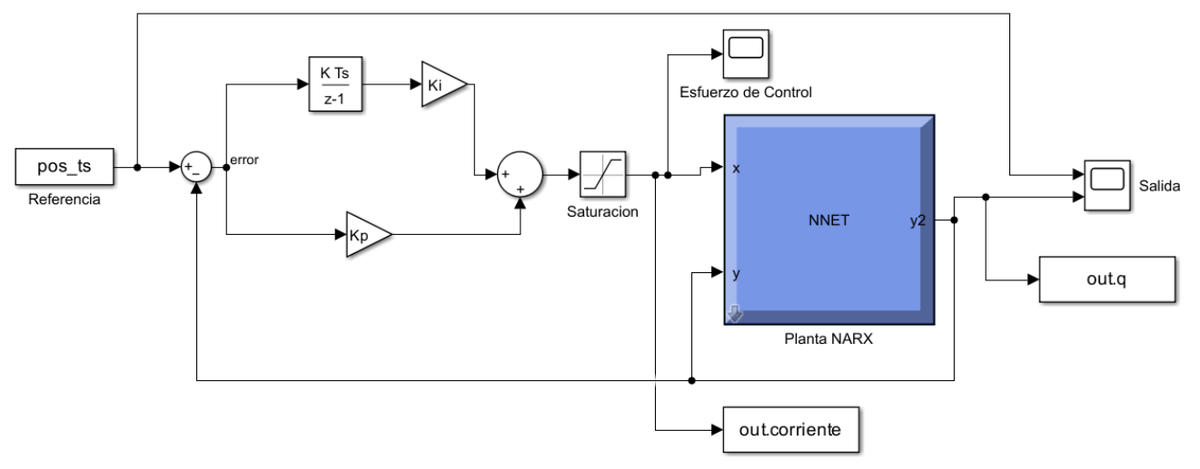 Esfuerzo de Control
K Ts
z-1
Ki
pos_ts
Referencia
+
−
error
+
+
Saturacion
Kp
x
y
NNET
y2
Planta NARX
Salida
out.q
out.corriente